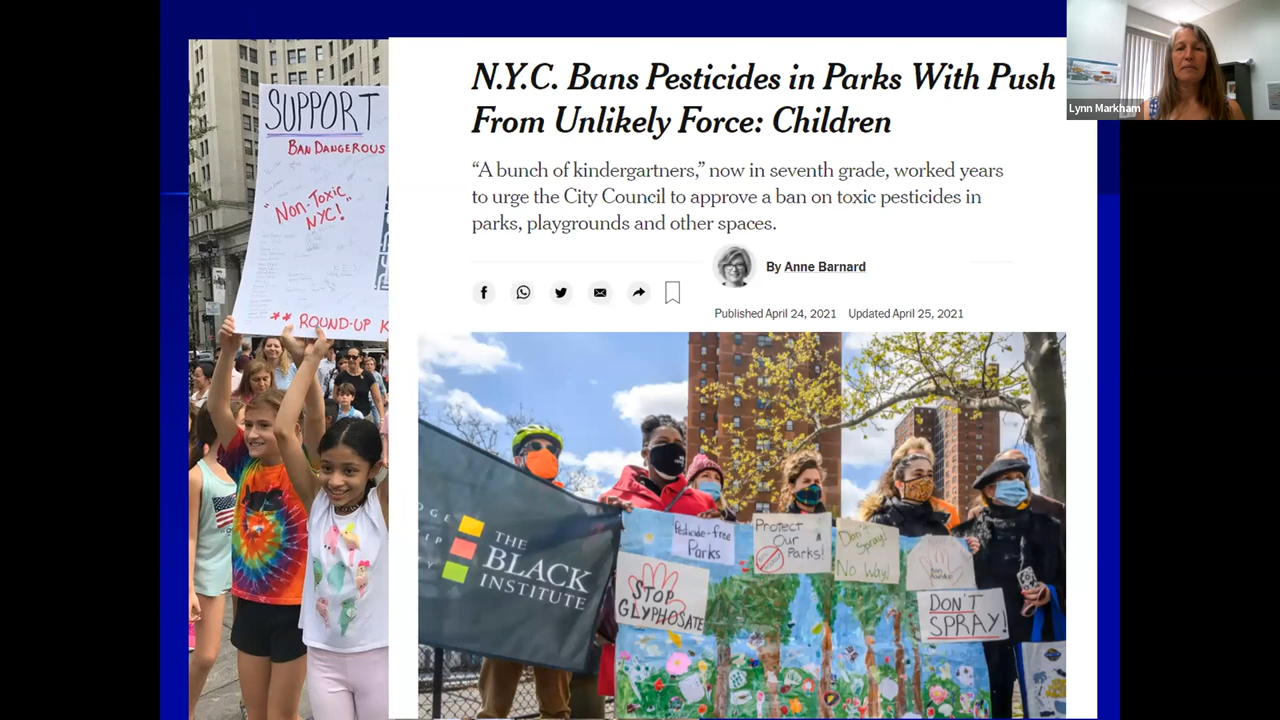 SUPPORT
BAN DANGEROUS
"Non-Toxic
NYC!"
** ROUND-UP K
N.Y.C. Bans Pesticides in Parks With Push
From Unlikely Force: Children
“A bunch of kindergartners,” now in seventh grade, worked years
to urge the City Council to approve a ban on toxic pesticides in
parks, playgrounds and other spaces.
By Anne Barnard
Published April 24, 2021 Updated April 25, 2021
THE
BLACK
INSTITUTE
Pesticide-free
Parks
PROTECT
Our
PARKS!
Don't
Spray!
No Way!
STOP
GLYPHOSATE
DON'T
SPRAY!
Lynn Markham